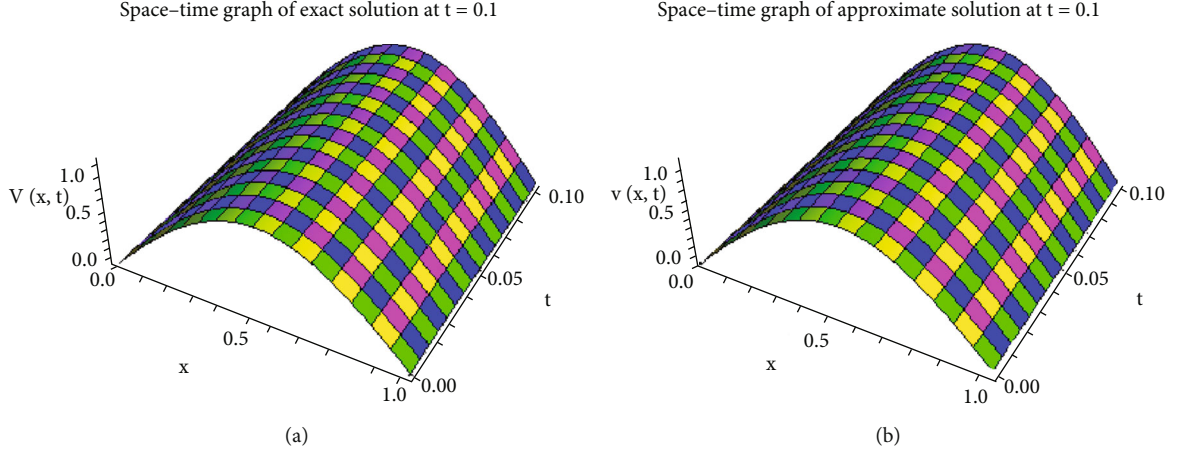 Space–time graph of exact solution at t = 0.1
1.0
V (x, t)
0.5
0.0
0.0
0.5
x
1.0
0.00
0.05
t
0.10
(a)
Space–time graph of approximate solution at t = 0.1
1.0
v (x, t)
0.5
0.0
0.0
0.5
x
1.0
0.00
0.05
t
0.10
(b)